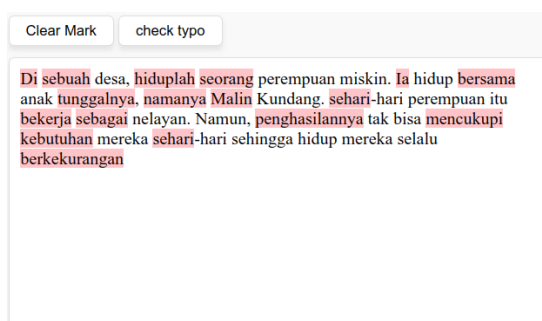 Clear Mark check typo
Di sebuah desa, hiduplah seorang perempuan miskin. Ia hidup bersama
anak tunggalnya, namanya Malin Kundang. sehari-hari perempuan itu
bekerja sebagai nelayan. Namun, penghasilannya tak bisa mencukupi
kebutuhan mereka sehari-hari sehingga hidup mereka selalu
berkekurangan